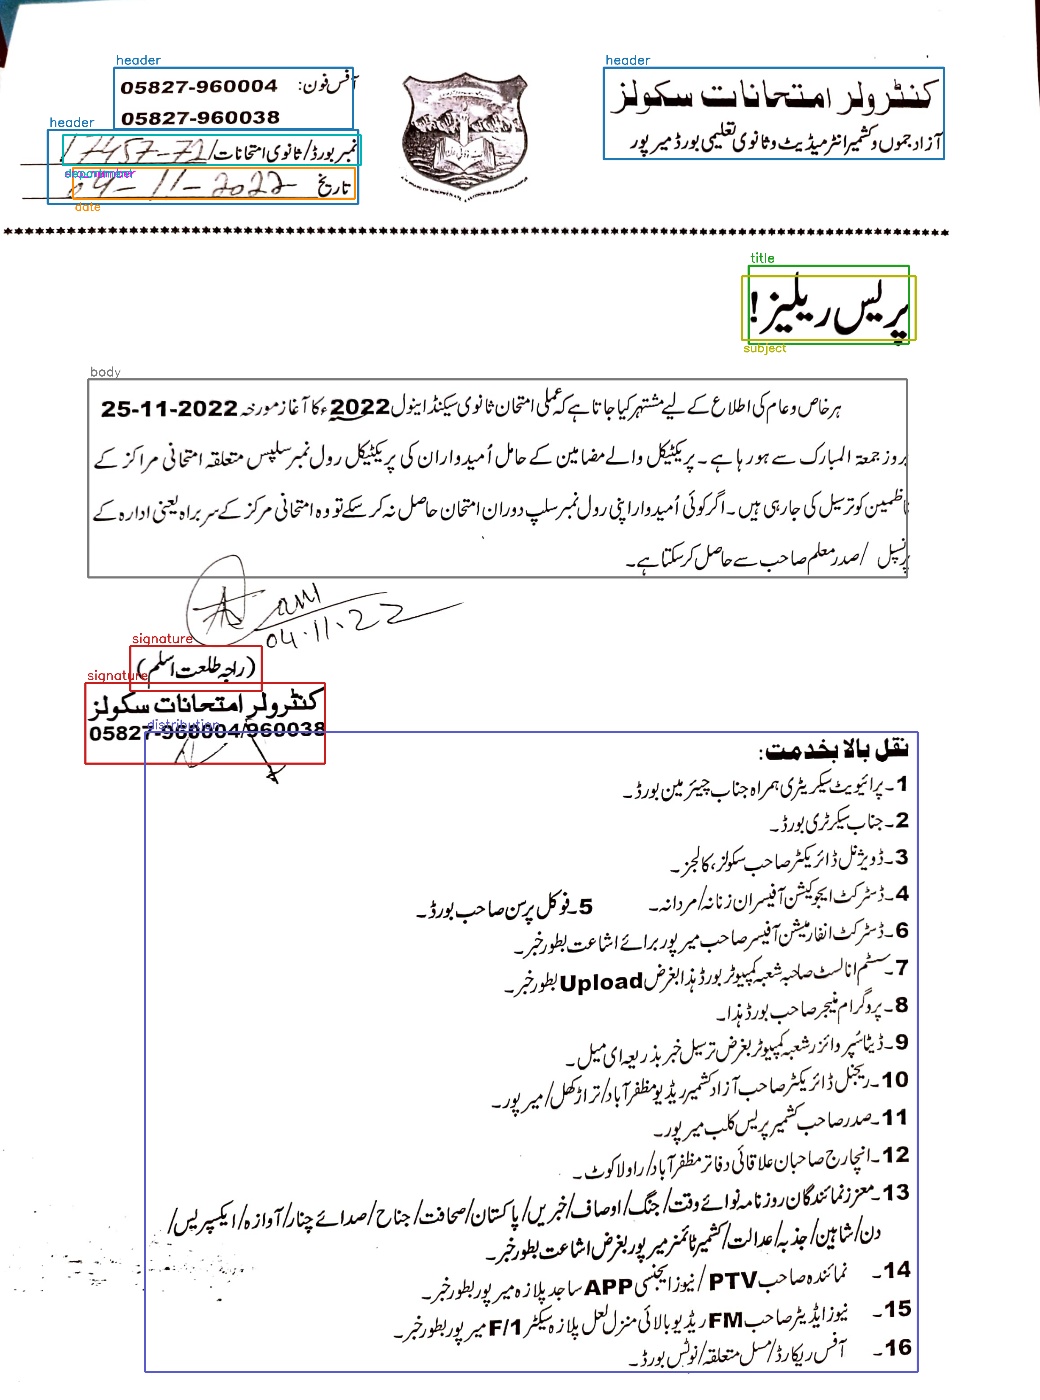 کنٹرولر امتحانات سکولز
آزاد جموں و کشمیر انٹرمیڈیٹ و ثانوی تعلیمی بورڈ میرپور
آفس فون: 05827-960004
05827-960038
نمبر بورڈ/ثانوی امتحانات/17457-71
تاریخ 04-11-2022
پریس ریلیز!
ہر خاص و عام کی اطلاع کے لیے مشتہر کیا جاتا ہے کہ عملی امتحان ثانوی سیکنڈ اینول 2022ء کا آغاز مورخہ 25-11-2022
بروز جمعۃ المبارک سے ہو رہا ہے۔ پریکٹیکل والے مضامین کے حامل اُمیدواران کی پریکٹیکل رول نمبر سلپس متعلقہ امتحانی مراکز کے
ناظمین کو ترسیل کی جا رہی ہیں۔ اگر کوئی اُمیدوار اپنی رول نمبر سلپ دوران امتحان حاصل نہ کر سکے تو وہ امتحانی مرکز کے سربراہ یعنی ادارہ کے
پرنسپل / صدر معلم صاحب سے حاصل کر سکتا ہے۔
04.11.22
(راجہ طلعت اسلم)
کنٹرولر امتحانات سکولز
05827-960004/960038
نقل بالا بخدمت:
1۔ پرائیویٹ سیکریٹری ہمراہ جناب چیئرمین بورڈ۔
2۔ جناب سیکرٹری بورڈ۔
3۔ ڈویژنل ڈائریکٹر صاحب سکولز، کالجز۔
4۔ ڈسٹرکٹ ایجوکیشن آفیسران زنانہ/مردانہ۔ 5۔ فوکل پرسن صاحب بورڈ۔
6۔ ڈسٹرکٹ انفارمیشن آفیسر صاحب میرپور برائے اشاعت بطور خبر۔
7۔ سسٹم انالسٹ صاحبہ شعبہ کمپیوٹر بورڈ ہذا بغرض Upload بطور خبر۔
8۔ پروگرام منیجر صاحب بورڈ ہذا۔
9۔ ڈیٹا سُپروائزر شعبہ کمپیوٹر بغرض ترسیل خبر بذریعہ ای میل۔
10۔ ریجنل ڈائریکٹر صاحب آزاد کشمیر ریڈیو مظفرآباد/تراڑکھل/میرپور۔
11۔ صدر صاحب کشمیر پریس کلب میرپور۔
12۔ انچارج صاحبان علاقائی دفاتر مظفرآباد/راولاکوٹ۔
13۔ معزز نمائندگان روزنامہ نوائے وقت/جنگ/اوصاف/خبریں/پاکستان/صحافت/جناح/صدائے چنار/آوازہ/ایکسپریس/
دن/شاہین/جذبہ/عدالت/کشمیر ٹائمز میرپور بغرض اشاعت بطور خبر۔
14۔ نمائندہ صاحب PTV / نیوز ایجنسی APP ساجد پلازہ میرپور بطور خبر۔
15۔ نیوز ایڈیٹر صاحب FM ریڈیو بالائی منزل لعل پلازہ سیکٹر F/1 میرپور بطور خبر۔
16۔ آفس ریکارڈ/مسل متعلقہ/نوٹس بورڈ۔